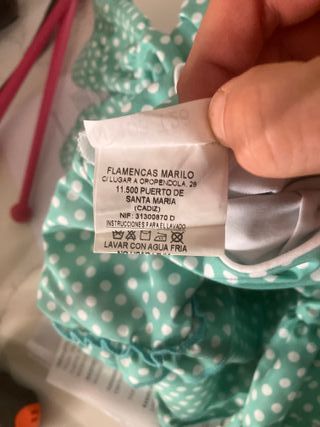 FLAMENCAS MARILO
C/ LUGAR A OROPENDOLA, 28
11.500 PUERTO DE
SANTA MARIA
(CADIZ)
NIF: 31300870 D
INSTRUCCIONES PARA EL LAVADO
LAVAR CON AGUA FRIA